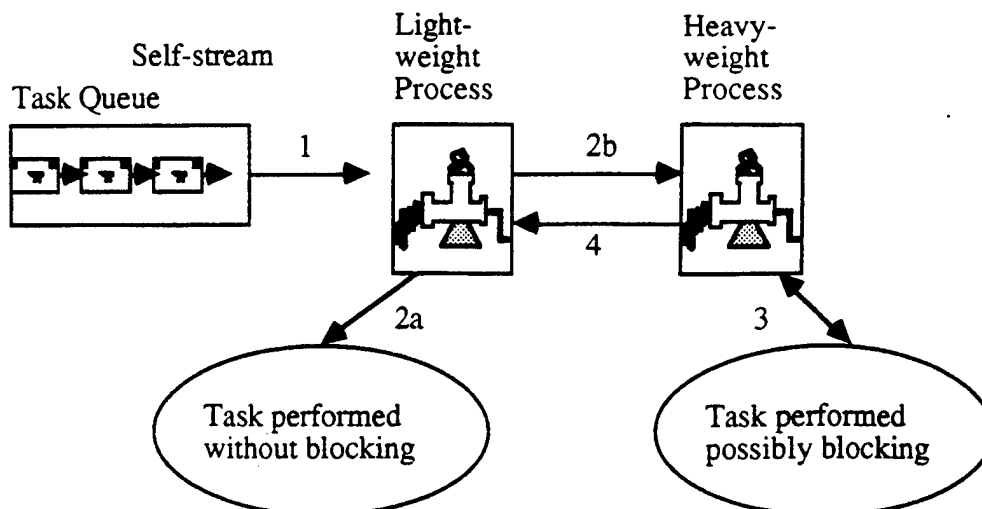 Self-stream
Task Queue
Light-
weight
Process
Heavy-
weight
Process
1
2b
4
2a
3
Task performed
without blocking
Task performed
possibly blocking